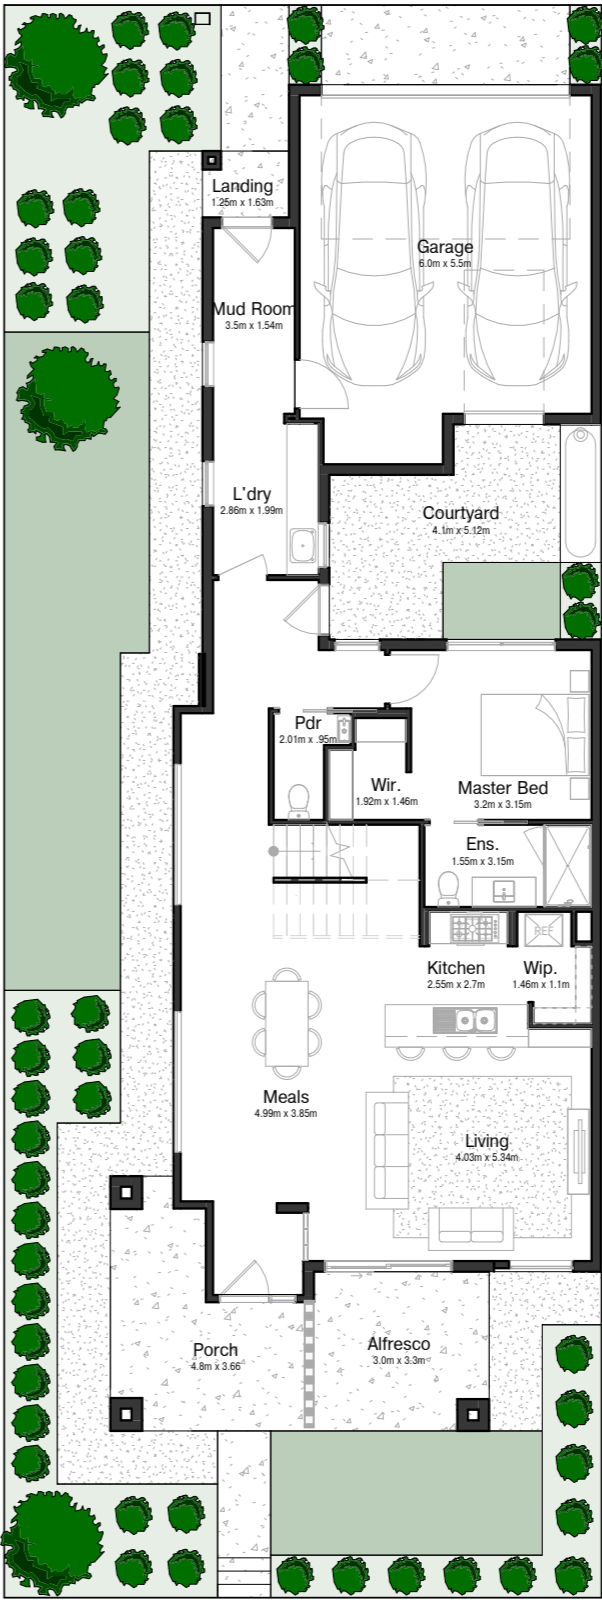 Landing
1.25m x 1.63m
Garage
6.0m x 5.5m
Mud Room
3.5m x 1.54m
L'dry
2.86m x 1.99m
Courtyard
4.1m x 5.12m
Pdr
2.01m x .95m
Wir.
1.92m x 1.46m
Master Bed
3.2m x 3.15m
Ens.
1.55m x 3.15m
REF
Kitchen
2.55m x 2.7m
Wip.
1.46m x 1.1m
Meals
4.99m x 3.85m
Living
4.03m x 5.34m
Porch
4.8m x 3.66
Alfresco
3.0m x 3.3m